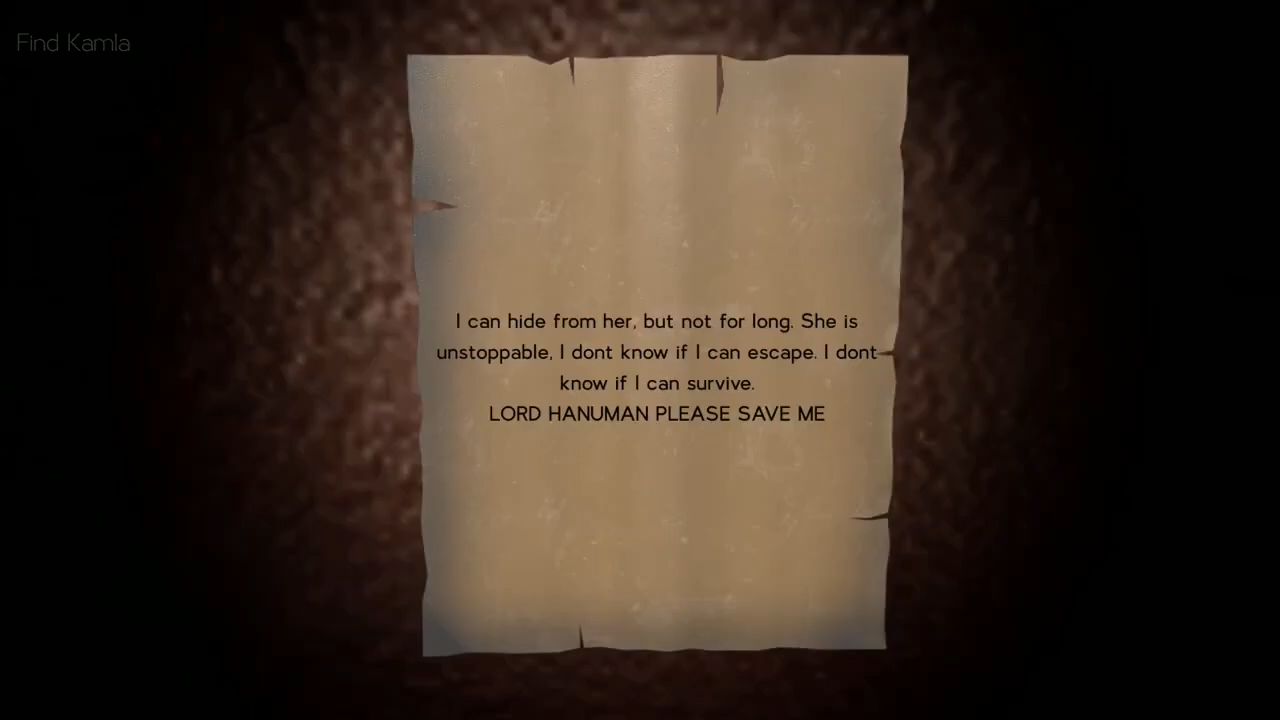 Find Kamla
I can hide from her, but not for long. She is
unstoppable, I dont know if I can escape. I dont
know if I can survive.
LORD HANUMAN PLEASE SAVE ME